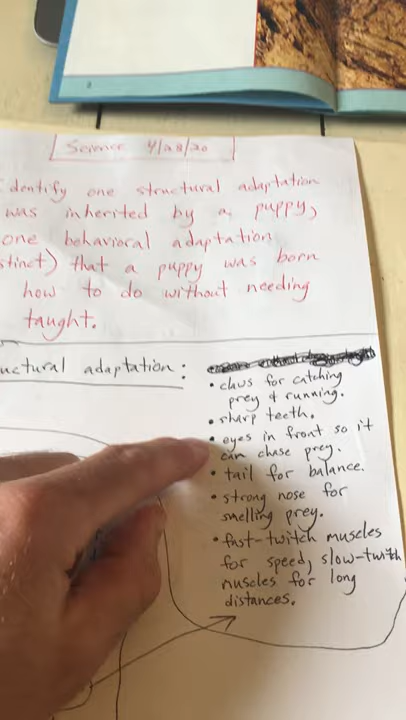 Science 4/28/20
dentify one structural adaptation
was inherited by a puppy,
one behavioral adaptation
stinct) that a puppy was born
how to do without needing
taught.
uctural adaptation:
• claws for catching
prey & running.
• sharp teeth.
• eyes in front so it
can chase prey.
• tail for balance.
• strong nose for
smelling prey.
• fast-twitch muscles
for speed, slow-twith
muscles for long
distances.